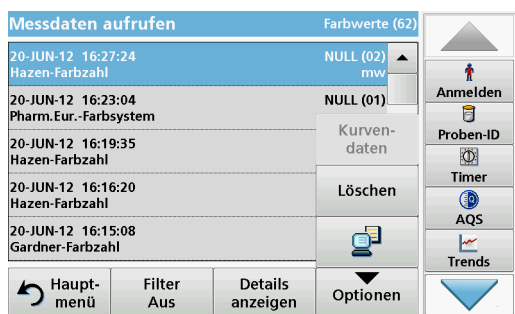 Messdaten aufrufen Farbwerte (62)
20-JUN-12 16:27:24 NULL (02)
Hazen-Farbzahl mw
20-JUN-12 16:23:04 NULL (01)
Pharm.Eur.-Farbsystem
20-JUN-12 16:19:35
Hazen-Farbzahl
20-JUN-12 16:16:20
Hazen-Farbzahl
20-JUN-12 16:15:08
Gardner-Farbzahl
Kurven-
daten
Löschen
Haupt-
menü
Filter
Aus
Details
anzeigen
Optionen
Anmelden
Proben-ID
Timer
AQS
Trends